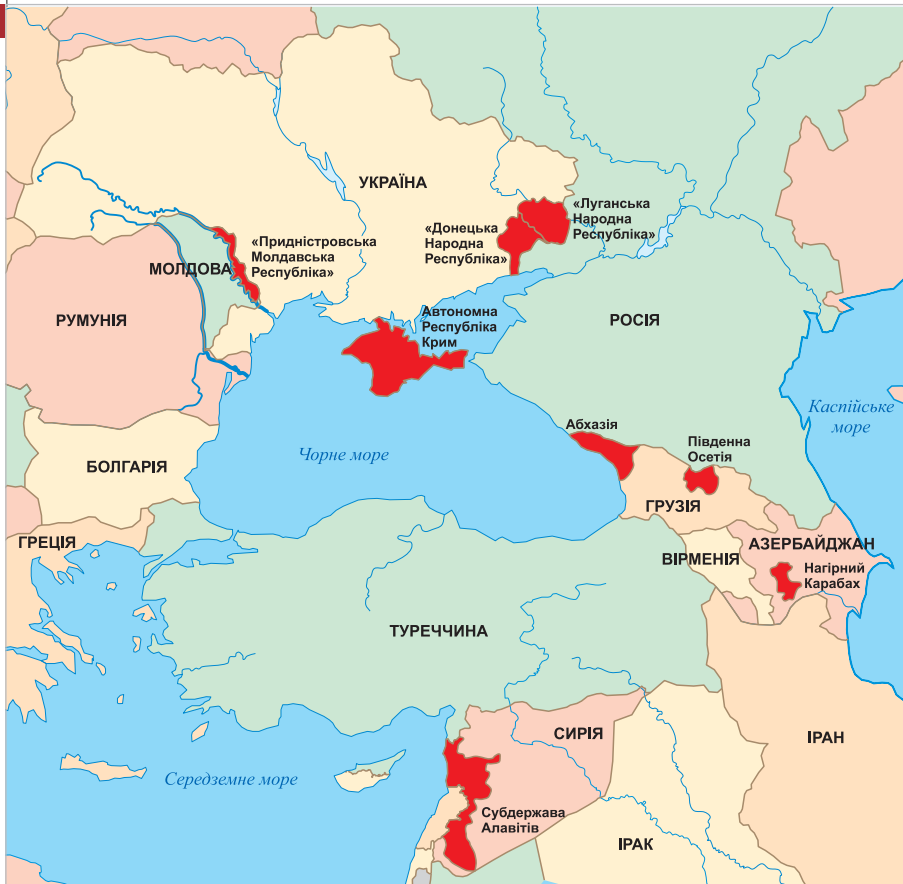 УКРАЇНА
«Луганська
Народна
Республіка»
«Донецька
Народна
Республіка»
«Придністровська
Молдавська
Республіка»
МОЛДОВА
РУМУНІЯ
Автономна
Республіка
Крим
РОСІЯ
Каспійське
море
Абхазія
Південна
Осетія
Чорне море
БОЛГАРІЯ
ГРУЗІЯ
ГРЕЦІЯ
ВІРМЕНІЯ
АЗЕРБАЙДЖАН
Нагірний
Карабах
ТУРЕЧЧИНА
СИРІЯ
ІРАН
Середземне море
Субдержава
Алавітів
ІРАК